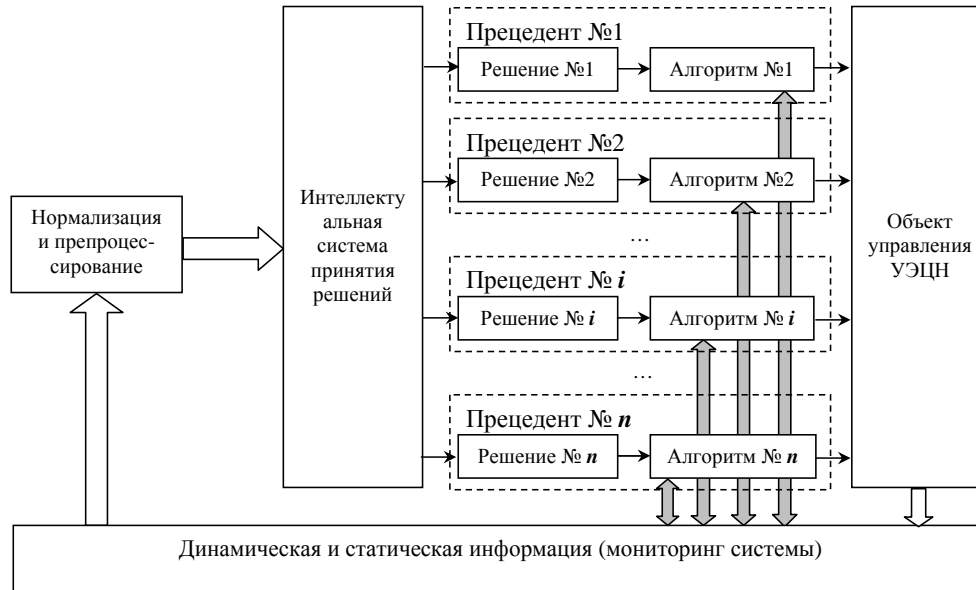 Прецедент №1
Решение №1
Алгоритм №1
Прецедент №2
Решение №2
Алгоритм №2
Нормализация
и препроцес-
сирование
Интеллекту
альная
система
принятия
решений
...
Прецедент № i
Решение № i
Алгоритм № i
...
Прецедент № n
Решение № n
Алгоритм № n
Объект
управления
УЭЦН
Динамическая и статическая информация (мониторинг системы)